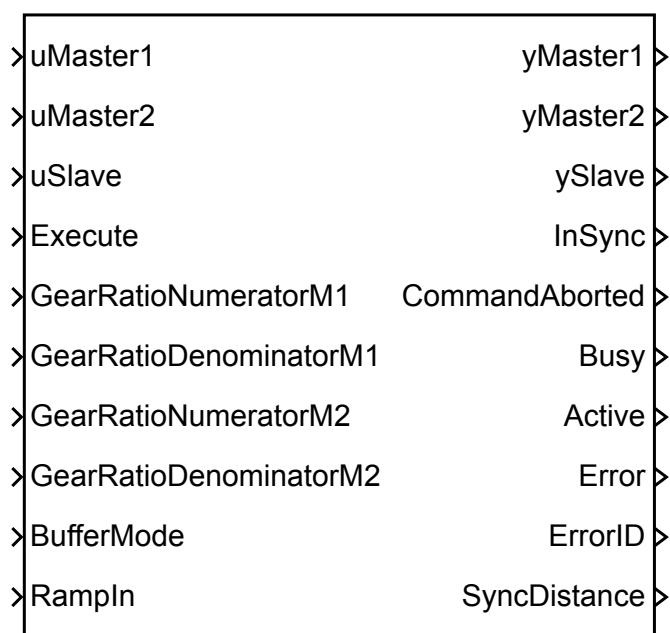 uMaster1 yMaster1
uMaster2 yMaster2
uSlave ySlave
Execute InSync
GearRatioNumeratorM1 CommandAborted
GearRatioDenominatorM1 Busy
GearRatioNumeratorM2 Active
GearRatioDenominatorM2 Error
BufferMode ErrorID
RampIn SyncDistance